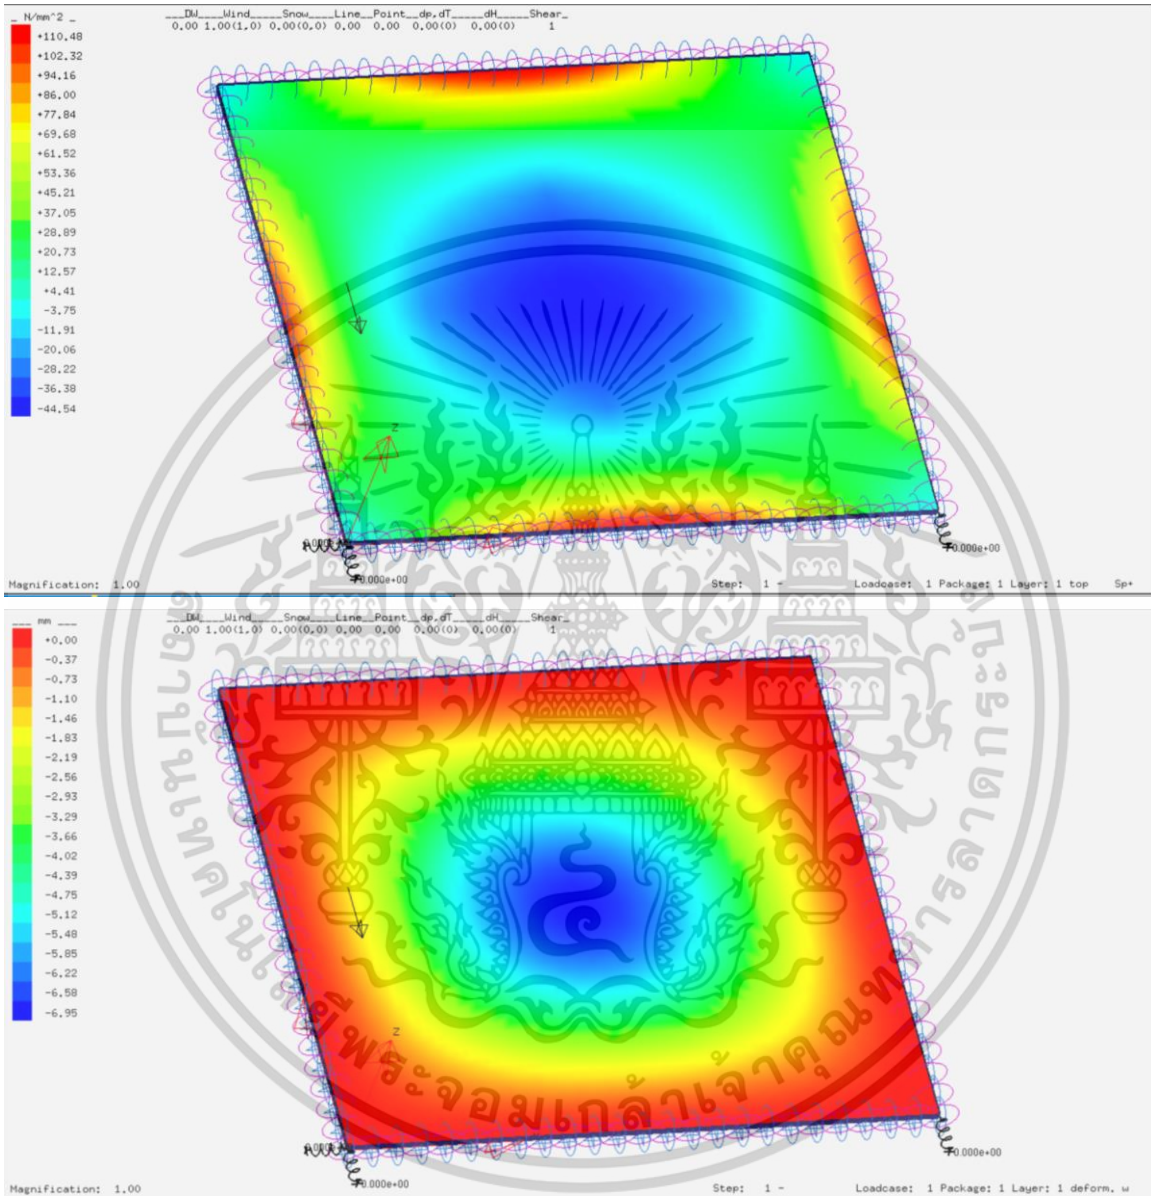 _ N/mm^2 _
___DW____Wind_____Snow____Line__Point__dp,dT_____dH_____Shear_
0.00 1.00(1,0) 0.00(0,0) 0.00 0.00 0.00(0) 0.00(0) 1
+110.48
+102.32
+94.16
+86.00
+77.84
+69.68
+61.52
+53.36
+45.21
+37.05
+28.89
+20.73
+12.57
+4.41
-3.75
-11.91
-20.06
-28.22
-36.38
-44.54
z
0.000e+00
0.000e+00
Magnification: 1.00
Step: 1 -
Loadcase: 1 Package: 1 Layer: 1 top Sp+
___ mm ___
___DW____Wind_____Snow____Line__Point__dp,dT_____dH_____Shear_
0.00 1.00(1,0) 0.00(0,0) 0.00 0.00 0.00(0) 0.00(0) 1
+0.00
-0.37
-0.73
-1.10
-1.46
-1.83
-2.19
-2.56
-2.93
-3.29
-3.66
-4.02
-4.39
-4.75
-5.12
-5.48
-5.85
-6.22
-6.58
-6.95
z
0.000e+00
0.000e+00
Magnification: 1.00
Step: 1 -
Loadcase: 1 Package: 1 Layer: 1 deform. w
สถาบันเทคโนโลยีพระจอมเกล้าเจ้าคุณทหารลาดกระบัง